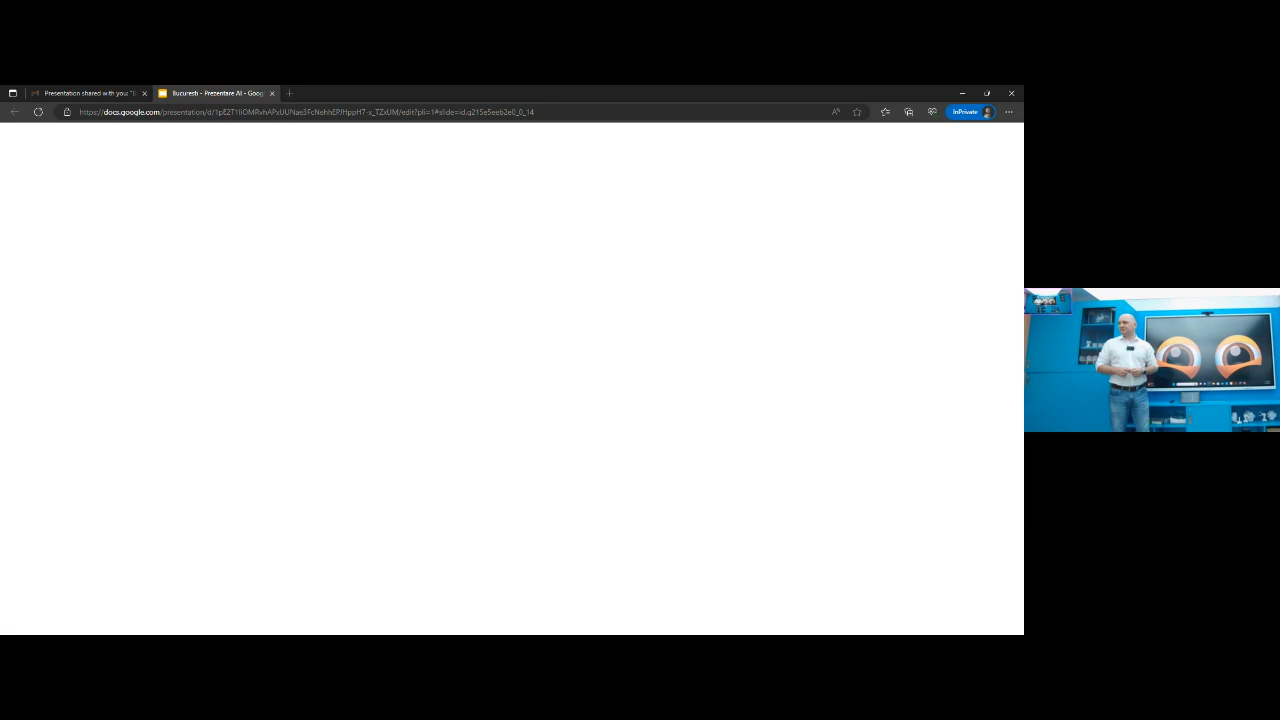 Presentation shared with you: "B
Bucuresti - Prezentare AI - Goog
https://docs.google.com/presentation/d/1pE2T1liOMRvhAPxUUNae3FcNehhEPJHppH7-x_TZxUM/edit?pli=1#slide=id.g215e5eeb2e0_0_14
InPrivate